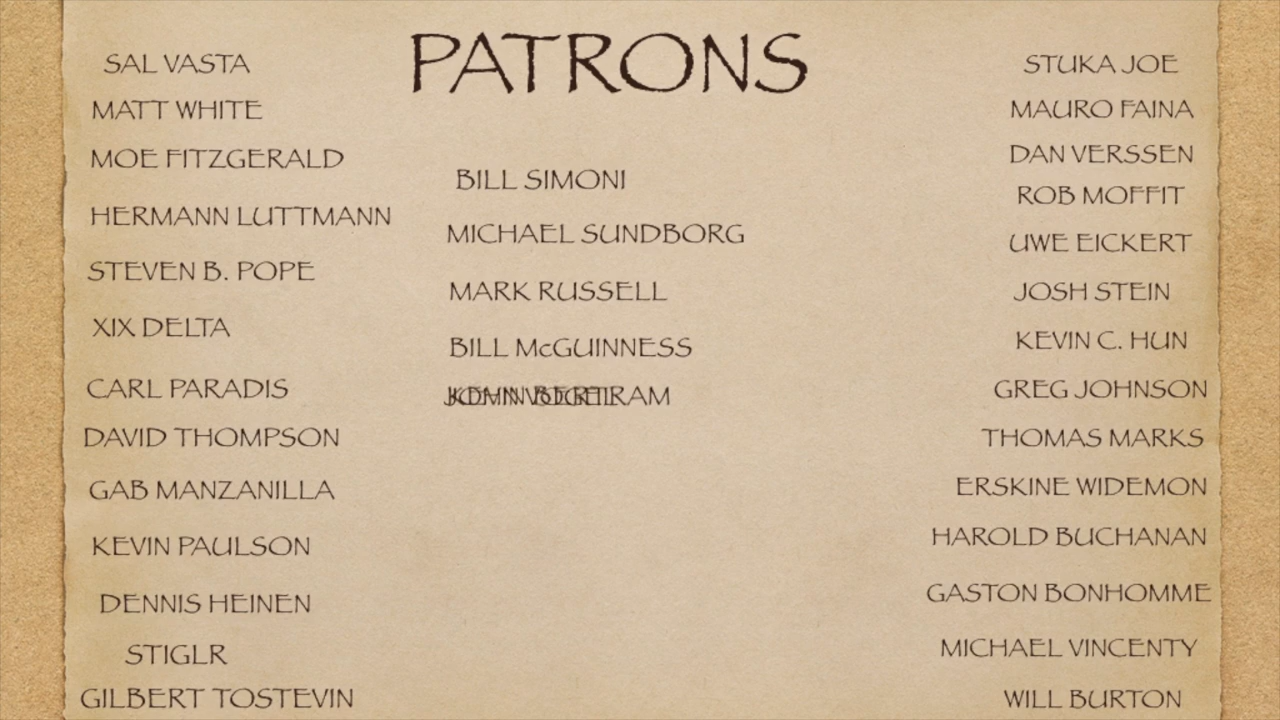 PATRONS
SAL VASTA
MATT WHITE
MOE FITZGERALD
HERMANN LUTTMANN
STEVEN B. POPE
XIX DELTA
CARL PARADIS
DAVID THOMPSON
GAB MANZANILLA
KEVIN PAULSON
DENNIS HEINEN
STIGLR
GILBERT TOSTEVIN
BILL SIMONI
MICHAEL SUNDBORG
MARK RUSSELL
BILL McGUINNESS
STUKA JOE
MAURO FAINA
DAN VERSSEN
ROB MOFFIT
UWE EICKERT
JOSH STEIN
KEVIN C. HUN
GREG JOHNSON
THOMAS MARKS
ERSKINE WIDEMON
HAROLD BUCHANAN
GASTON BONHOMME
MICHAEL VINCENTY
WILL BURTON